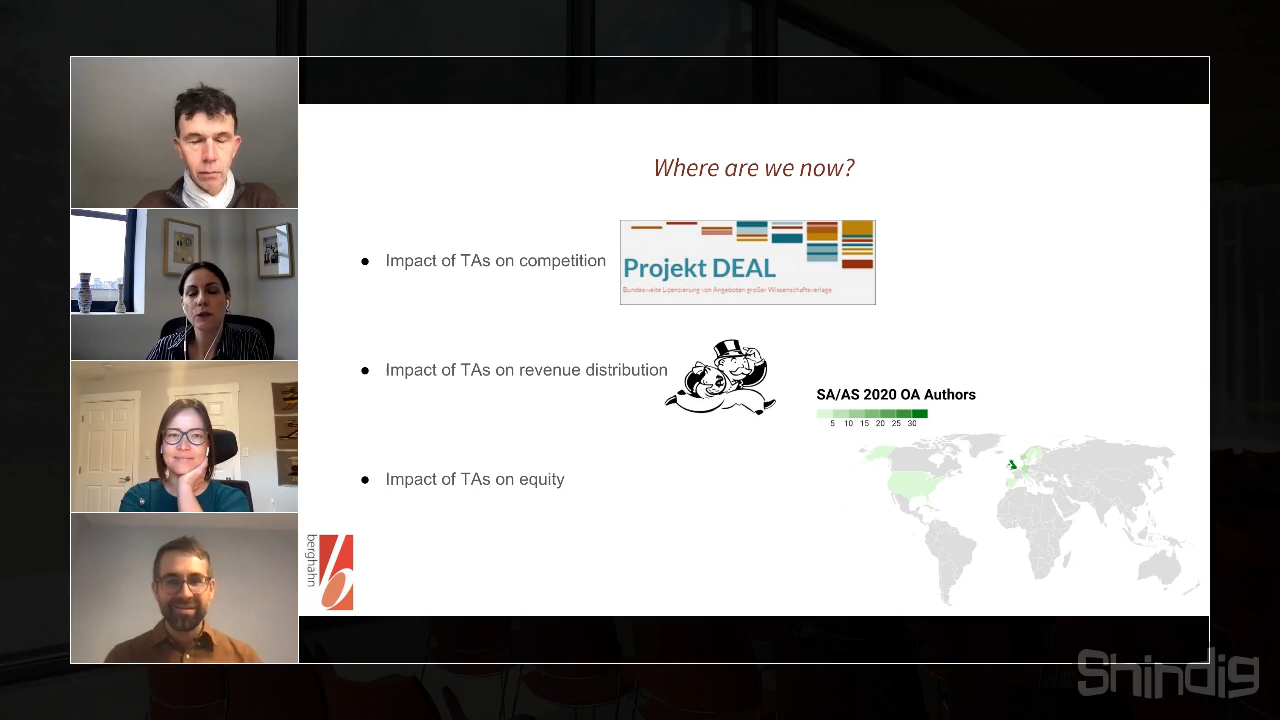 Where are we now?
● Impact of TAs on competition
Projekt DEAL
Bundesweite Lizenzierung von Angeboten großer Wissenschaftsverlage
● Impact of TAs on revenue distribution
SA/AS 2020 OA Authors
5 10 15 20 25 30
● Impact of TAs on equity
berghahn
b
Shindig